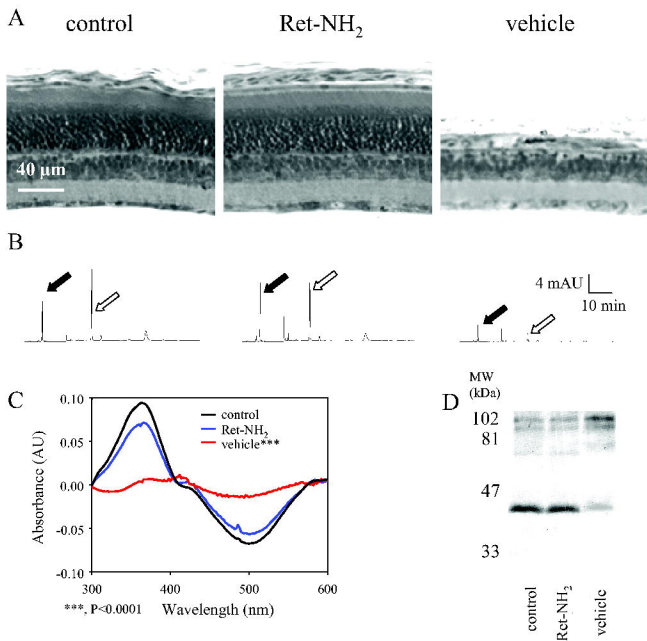 A
control
Ret-NH2
vehicle
40 μm
B
4 mAU
10 min
C
0.10
0.05
0.00
-0.05
-0.10
Absorbance (AU)
control
Ret-NH2
vehicle***
300
400
500
600
***, P<0.0001
Wavelength (nm)
D
MW
(kDa)
102
81
47
33
control
Ret-NH2
vehicle